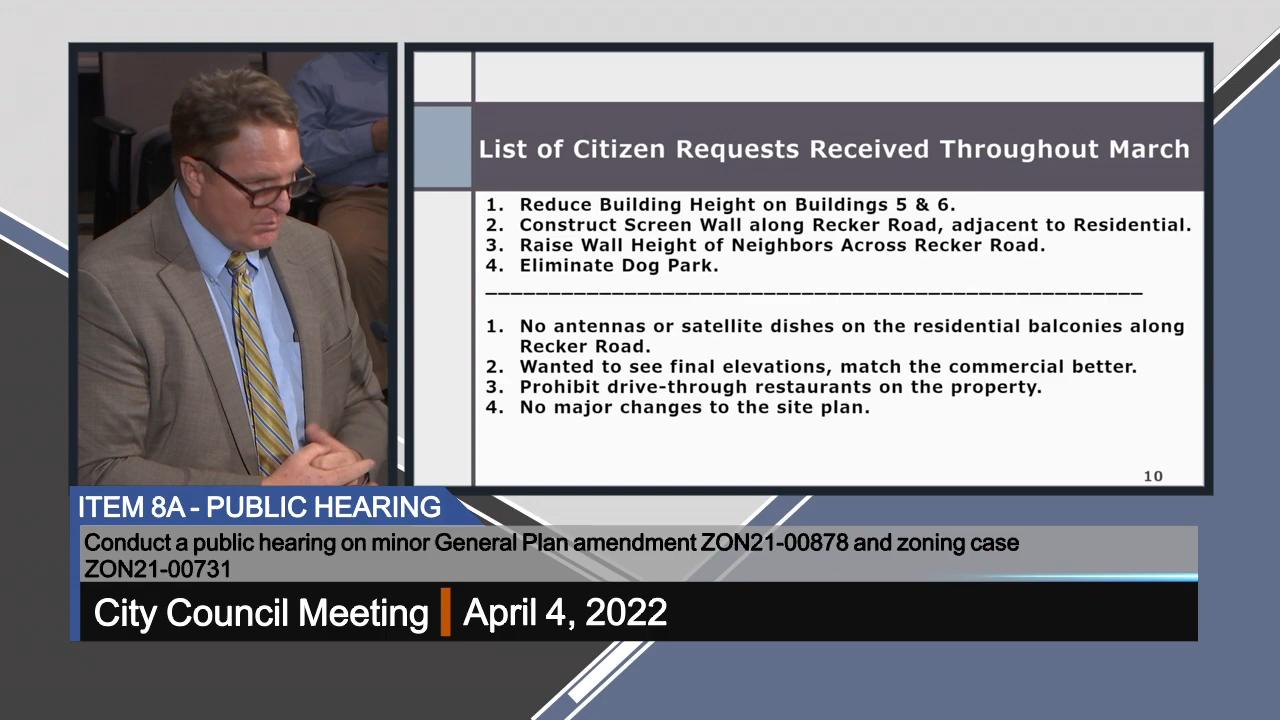 List of Citizen Requests Received Throughout March
1. Reduce Building Height on Buildings 5 & 6.
2. Construct Screen Wall along Recker Road, adjacent to Residential.
3. Raise Wall Height of Neighbors Across Recker Road.
4. Eliminate Dog Park.
1. No antennas or satellite dishes on the residential balconies along
Recker Road.
2. Wanted to see final elevations, match the commercial better.
3. Prohibit drive-through restaurants on the property.
4. No major changes to the site plan.
10
ITEM 8A - PUBLIC HEARING
Conduct a public hearing on minor General Plan amendment ZON21-00878 and zoning case
ZON21-00731
City Council Meeting
April 4, 2022